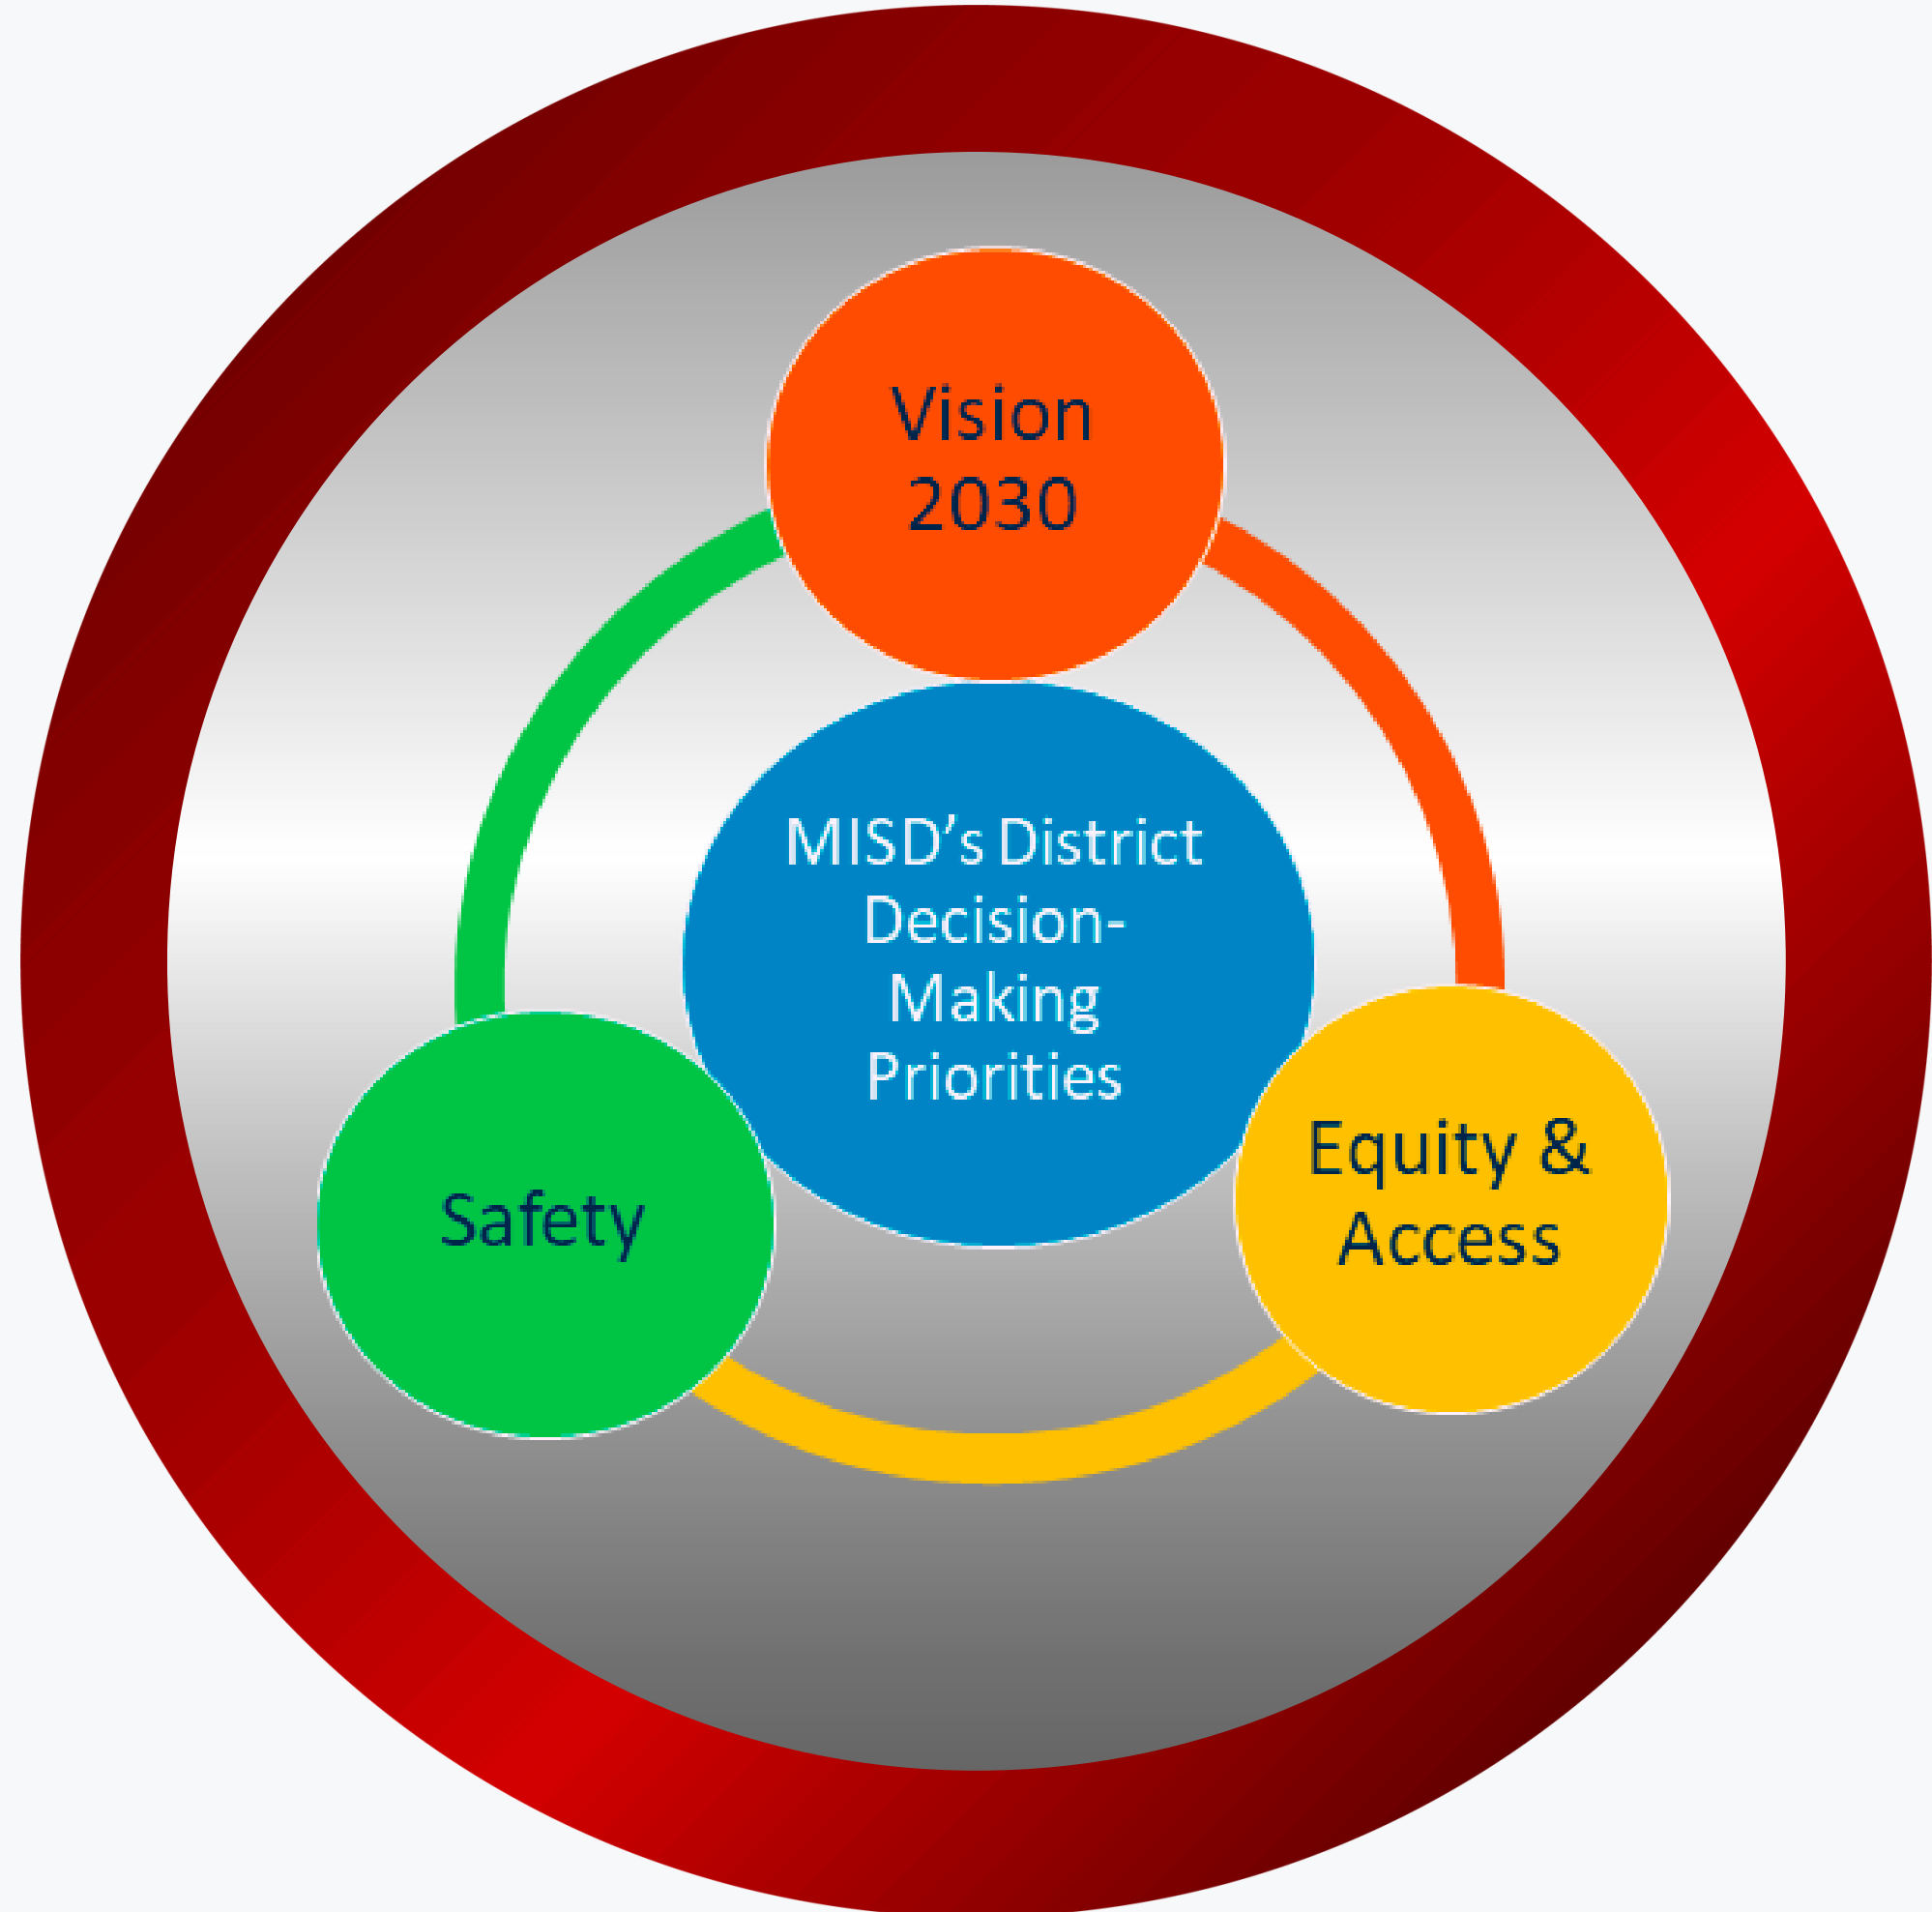 Vision
2030
MISD’s District
Decision-
Making
Priorities
Equity &
Access
Safety